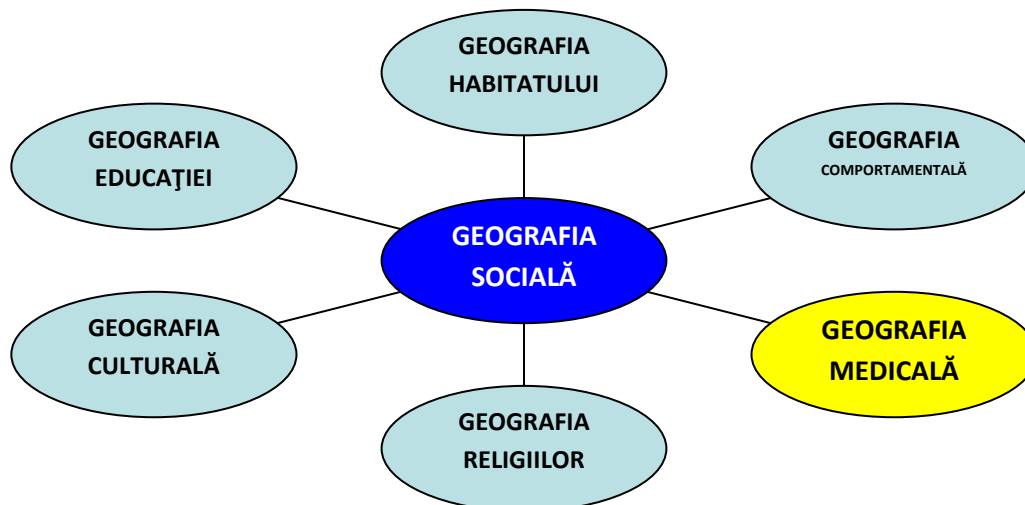 GEOGRAFIA
HABITATULUI
GEOGRAFIA
EDUCAŢIEI
GEOGRAFIA
COMPORTAMENTALĂ
GEOGRAFIA
SOCIALĂ
GEOGRAFIA
CULTURALĂ
GEOGRAFIA
MEDICALĂ
GEOGRAFIA
RELIGIILOR